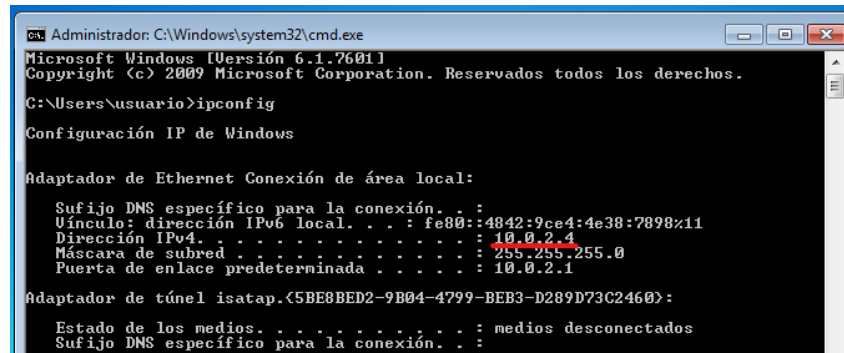 Administrador: C:\Windows\system32\cmd.exe
Microsoft Windows [Versión 6.1.7601]
Copyright (c) 2009 Microsoft Corporation. Reservados todos los derechos.
C:\Users\usuario>ipconfig
Configuración IP de Windows
Adaptador de Ethernet Conexión de área local:
Sufijo DNS específico para la conexión. . :
Vínculo: dirección IPv6 local. . . : fe80::4842:9ce4:4e38:7898%11
Dirección IPv4. . . . . . . . . . . . . . : 10.0.2.4
Máscara de subred . . . . . . . . . . . . : 255.255.255.0
Puerta de enlace predeterminada . . . . . : 10.0.2.1
Adaptador de túnel isatap.{5BE8BED2-9B04-4799-BEB3-D289D73C2460}:
Estado de los medios. . . . . . . . . . . : medios desconectados
Sufijo DNS específico para la conexión. . :